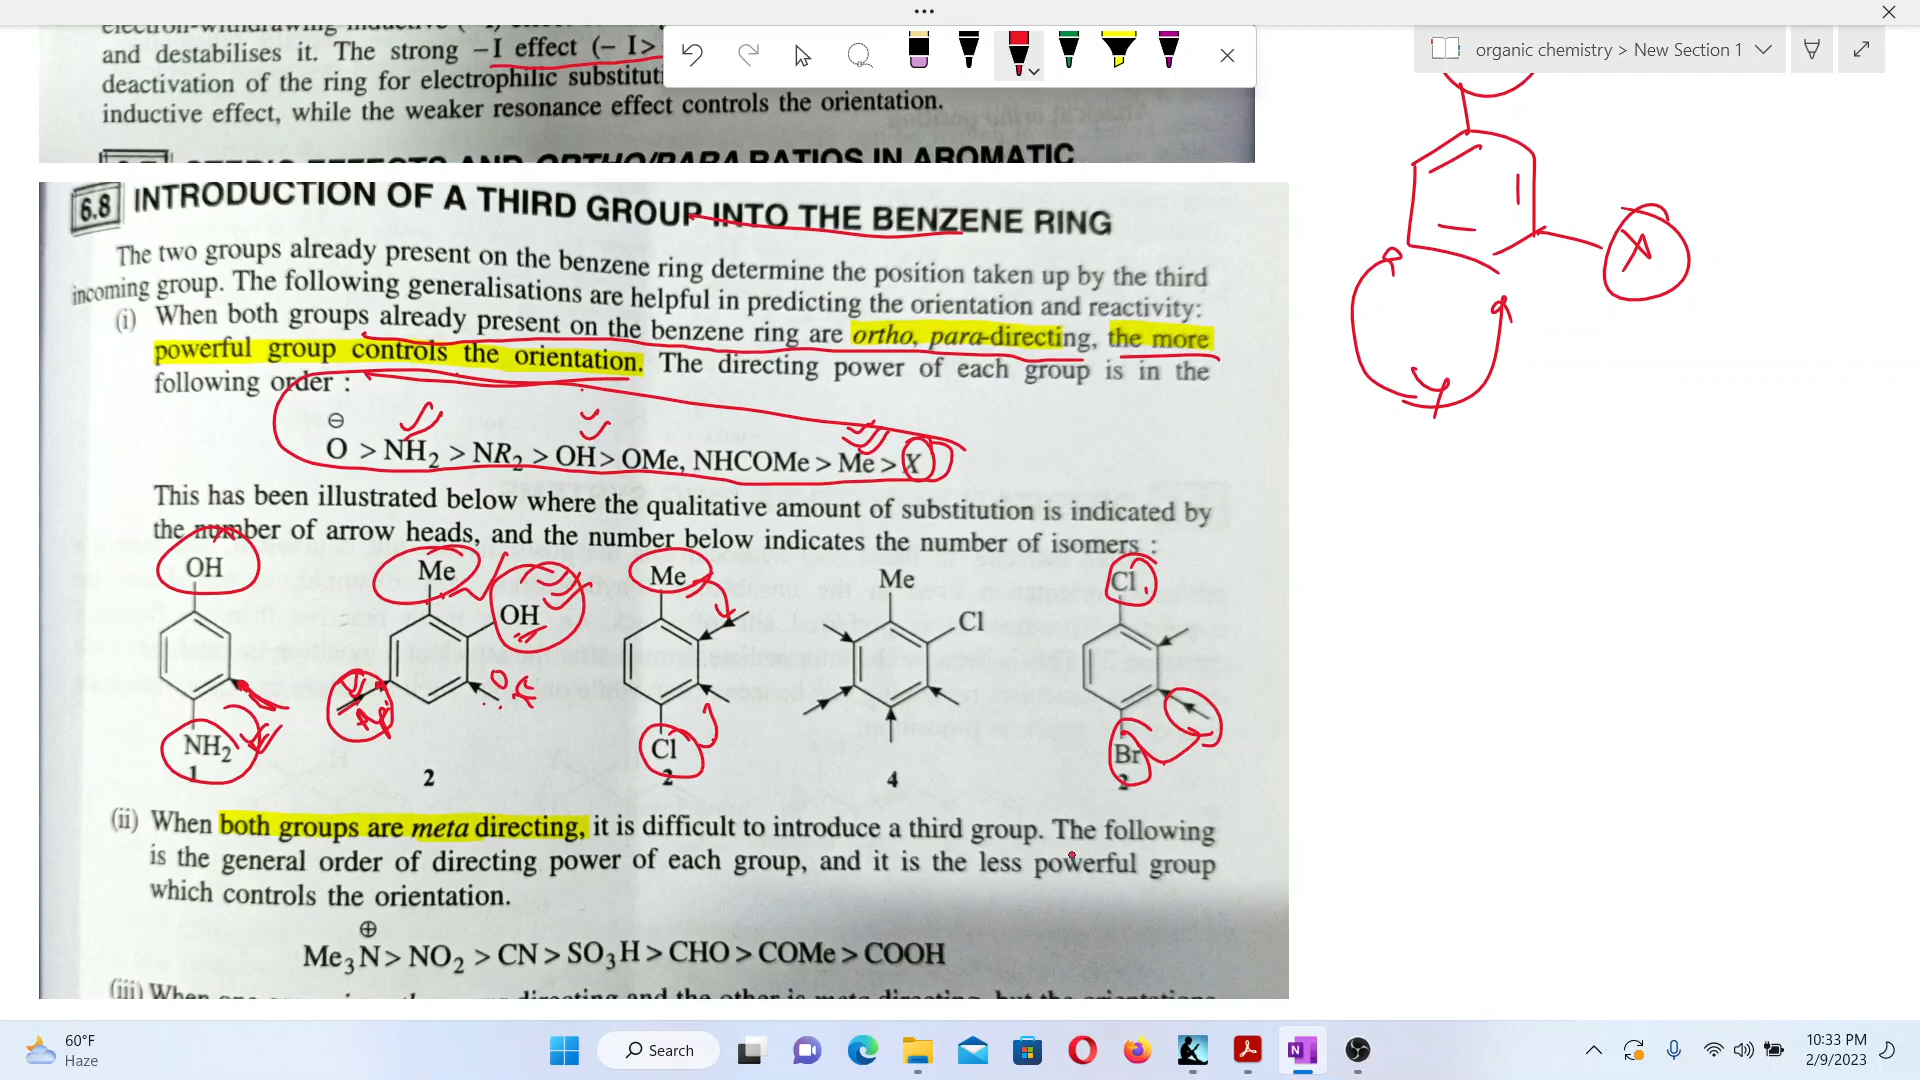 organic chemistry > New Section 1
and destabilises it. The strong –I effect (– I>
deactivation of the ring for electrophilic substituti
inductive effect, while the weaker resonance effect controls the orientation.
AND ORTHO/PARA RATIOS IN AROMATIC
6.8 INTRODUCTION OF A THIRD GROUP INTO THE BENZENE RING
The two groups already present on the benzene ring determine the position taken up by the third
incoming group. The following generalisations are helpful in predicting the orientation and reactivity:
(i) When both groups already present on the benzene ring are ortho, para-directing, the more
powerful group controls the orientation. The directing power of each group is in the
following order :
⊖
O > NH₂ > NR₂ > OH > OMe, NHCOMe > Me > X
This has been illustrated below where the qualitative amount of substitution is indicated by
the number of arrow heads, and the number below indicates the number of isomers :
OH Me Me Me Cl
OH Cl
NH₂ Cl Br
1 2 2 4 2
(ii) When both groups are meta directing, it is difficult to introduce a third group. The following
is the general order of directing power of each group, and it is the less powerful group
which controls the orientation.
⊕
Me₃N > NO₂ > CN > SO₃H > CHO > COMe > COOH
(iii) When
X
60°F
Haze
Search
10:33 PM
2/9/2023